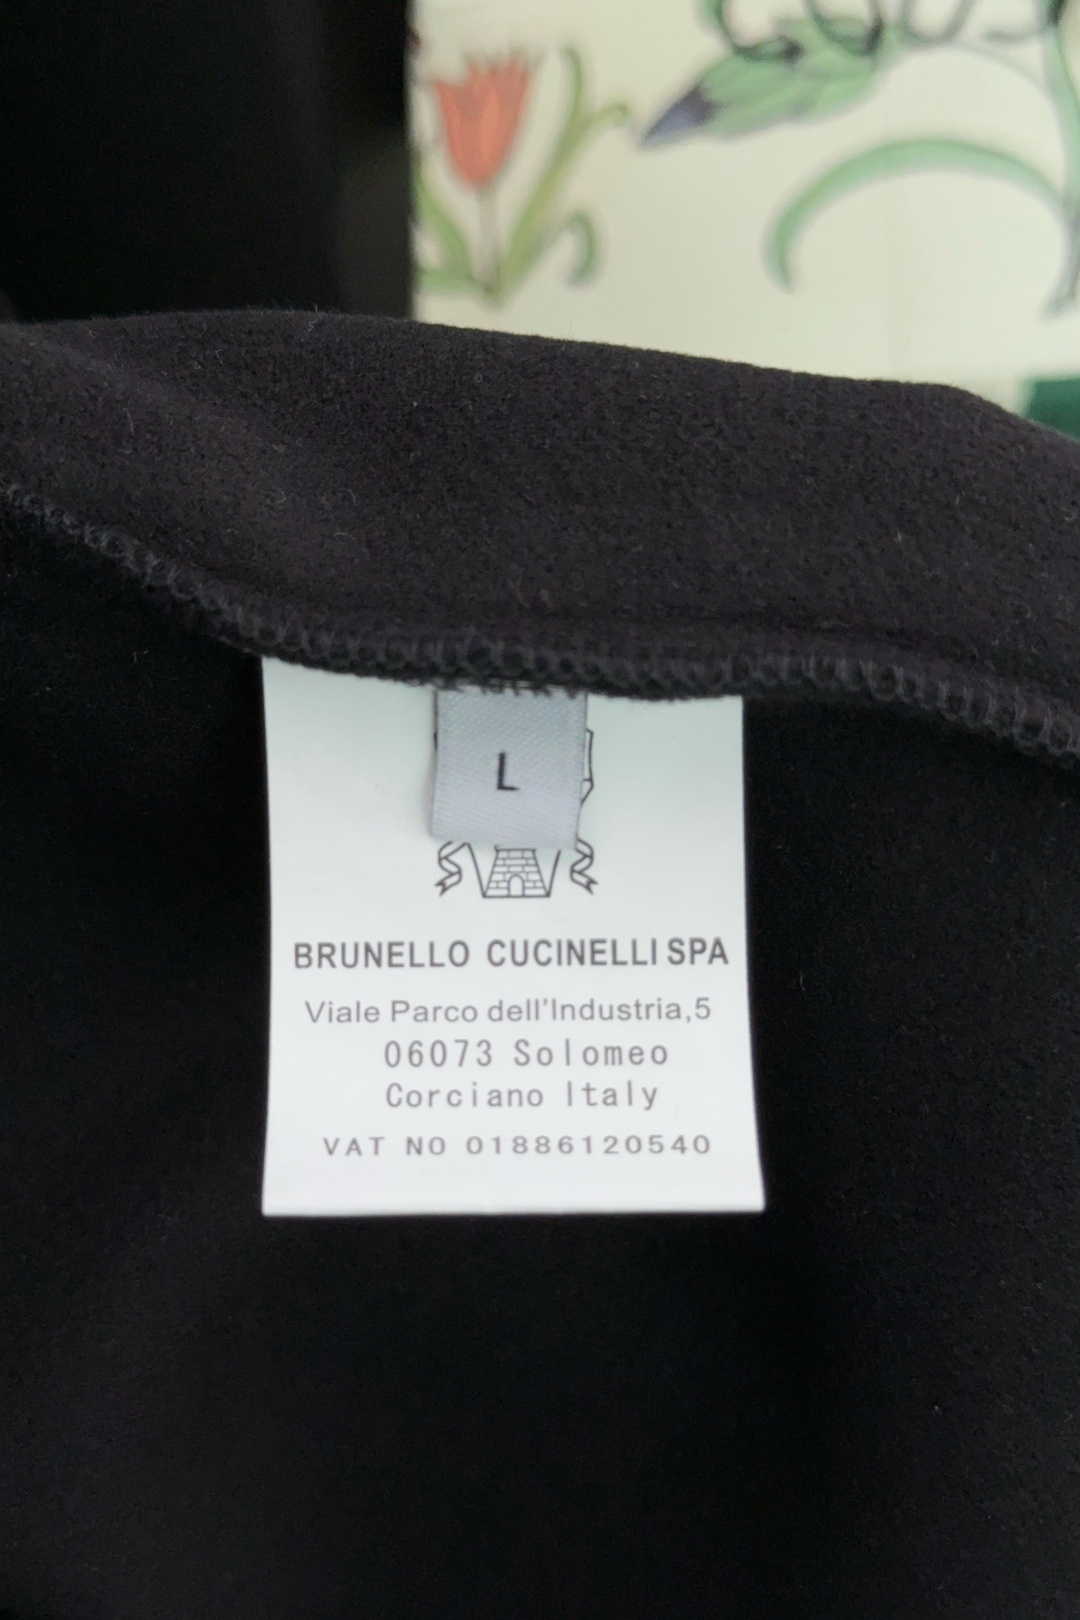 L
BRUNELLO CUCINELLI SPA
Viale Parco dell'Industria,5
06073 Solomeo
Corciano Italy
VAT NO 01886120540